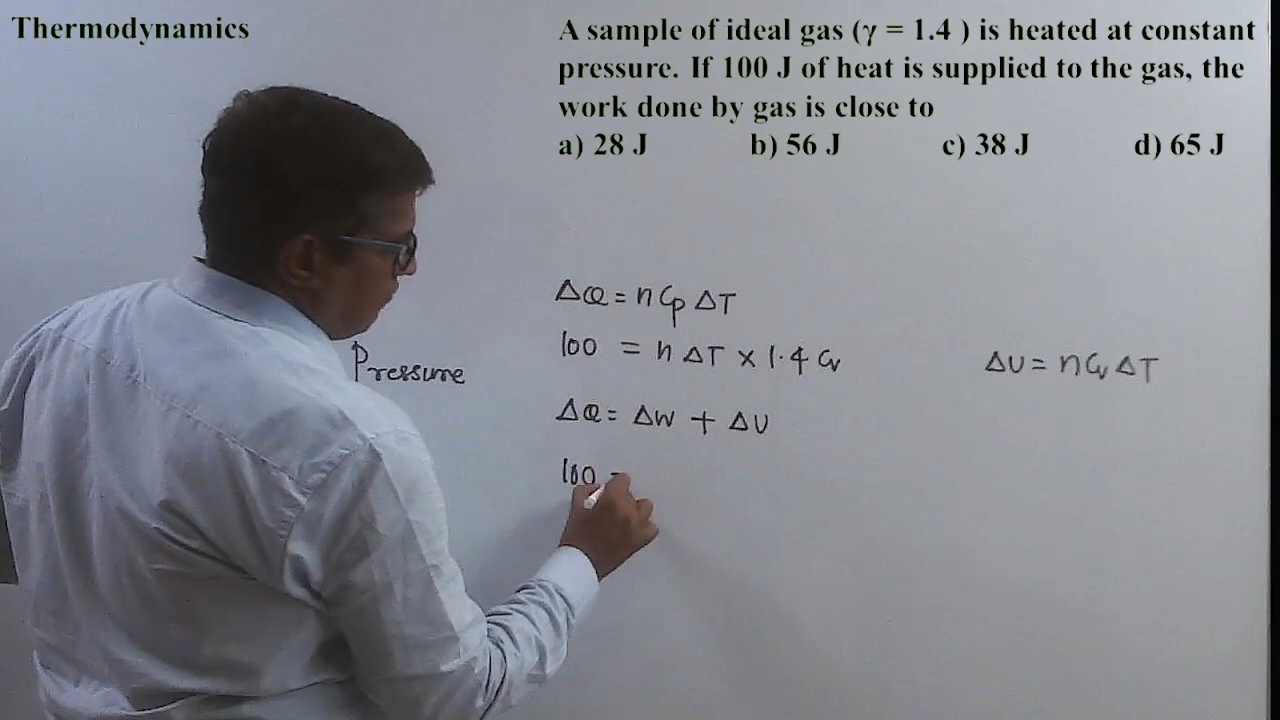 Thermodynamics
A sample of ideal gas (γ = 1.4 ) is heated at constant
pressure. If 100 J of heat is supplied to the gas, the
work done by gas is close to
a) 28 J b) 56 J c) 38 J d) 65 J
Pressure
ΔQ = nCp ΔT
100 = n ΔT × 1.4 Cv
ΔU = nCv ΔT
ΔQ = ΔW + ΔU
100 =